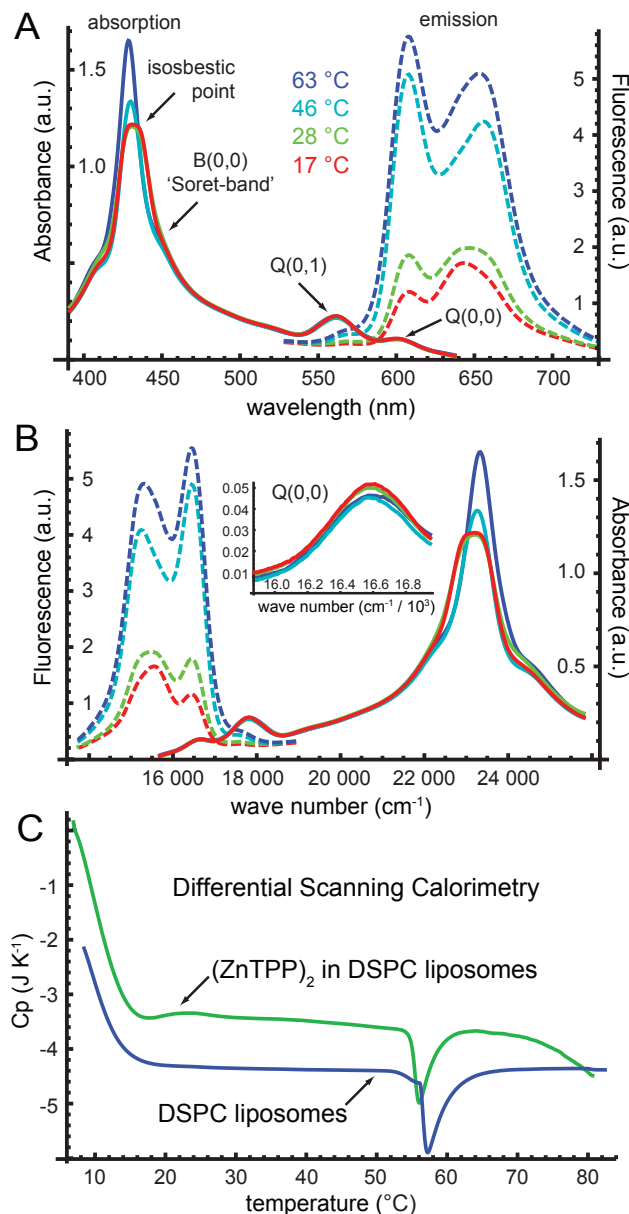 A
absorption
emission
isosbestic
point
B(0,0)
'Soret-band'
Q(0,1)
Q(0,0)
63 °C
46 °C
28 °C
17 °C
Absorbance (a.u.)
1.5
1.0
Fluorescence (a.u.)
5
4
3
2
1
400 450 500 550 600 650 700
wavelength (nm)
B
Fluorescence (a.u.)
5
4
3
2
1
Q(0,0)
0.05
0.04
0.03
0.02
0.01
16.0 16.2 16.4 16.6 16.8
wave number (cm⁻¹ / 10³)
Absorbance (a.u.)
1.5
1.0
0.5
16 000 18 000 20 000 22 000 24 000
wave number (cm⁻¹)
C
Differential Scanning Calorimetry
(ZnTPP)₂ in DSPC liposomes
DSPC liposomes
Cp (J K⁻¹)
-1
-2
-3
-4
-5
10 20 30 40 50 60 70 80
temperature (°C)